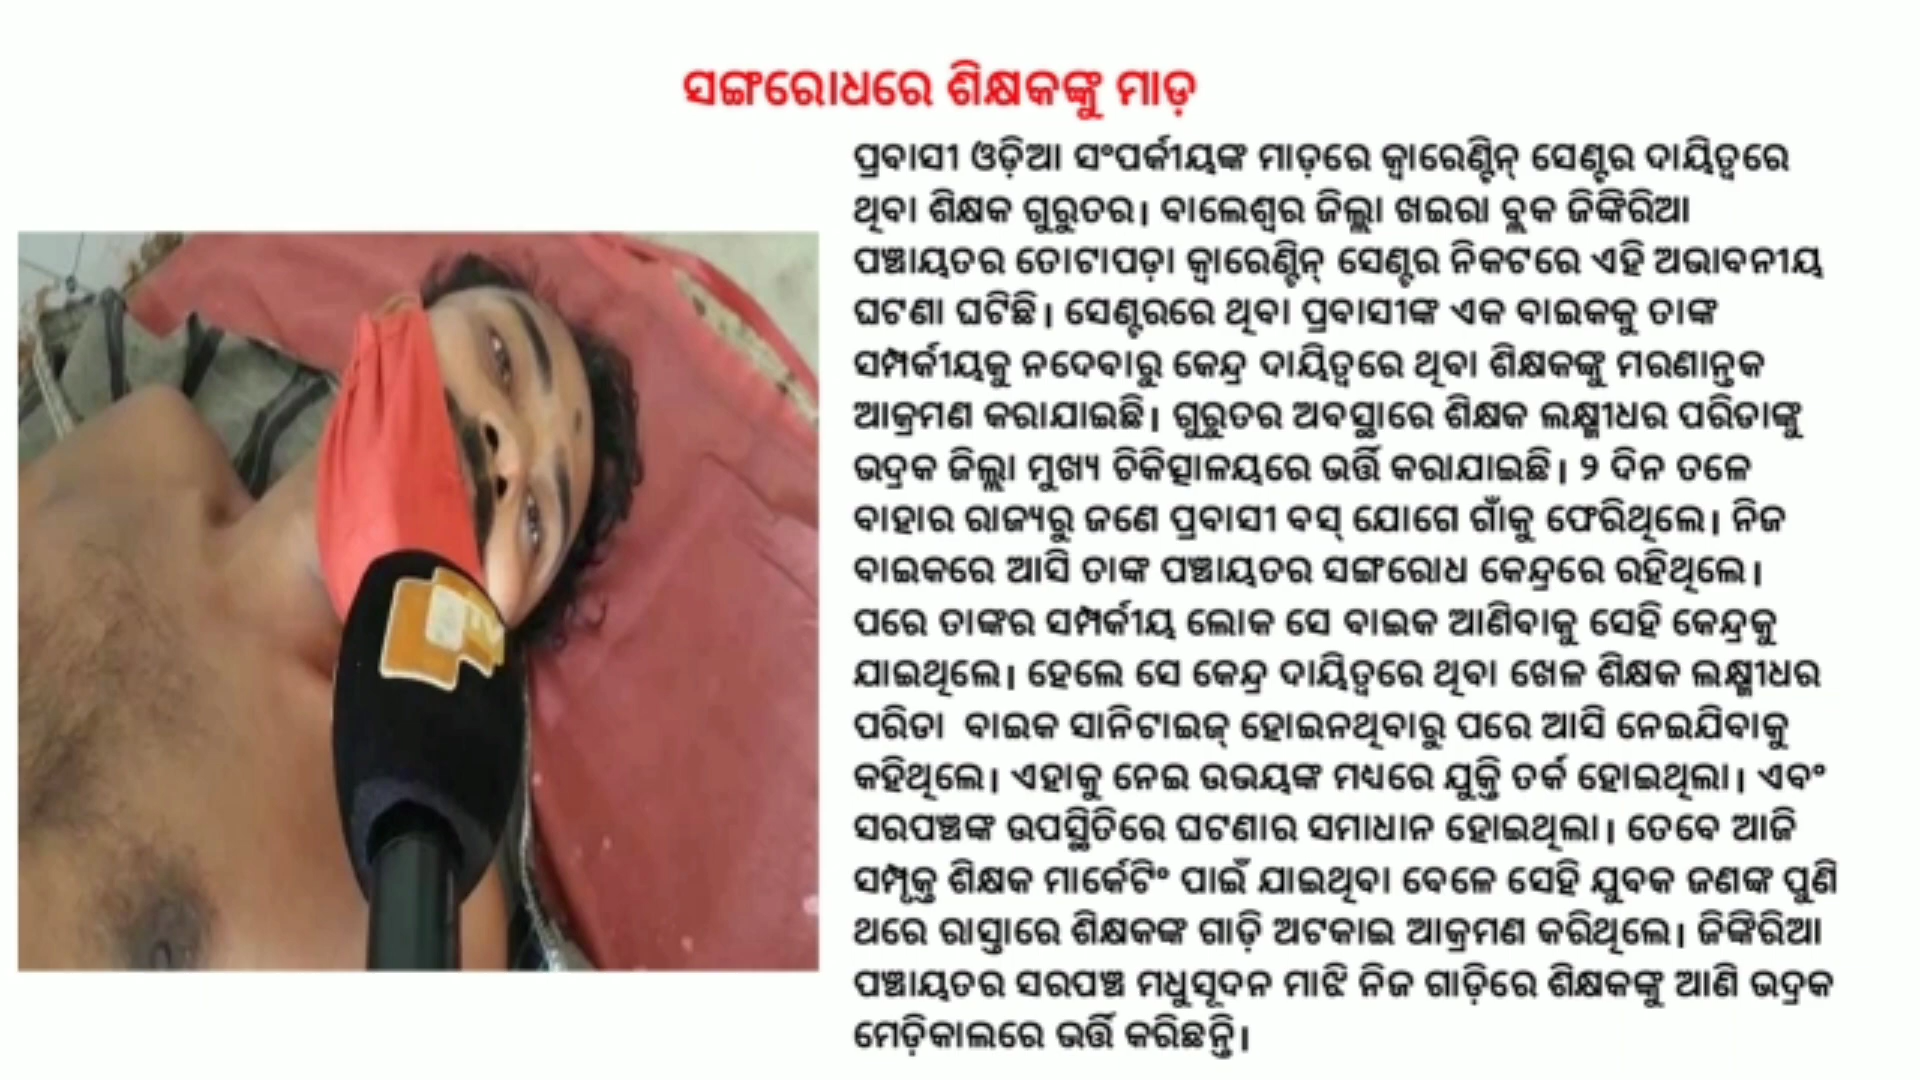 ସଙ୍ଗରୋଧରେ ଶିକ୍ଷକଙ୍କୁ ମାଡ଼
ପ୍ରବାସୀ ଓଡ଼ିଆ ସଂପର୍କୀୟଙ୍କ ମାଡ଼ରେ କ୍ୱାରେଣ୍ଟିନ୍ ସେଣ୍ଟର ଦାୟିତ୍ୱରେ
ଥିବା ଶିକ୍ଷକ ଗୁରୁତର। ବାଲେଶ୍ୱର ଜିଲ୍ଲା ଖଇରା ବ୍ଲକ ଜିଙ୍କିରିଆ
ପଞ୍ଚାୟତର ତୋଟାପଡ଼ା କ୍ୱାରେଣ୍ଟିନ୍ ସେଣ୍ଟର ନିକଟରେ ଏହି ଅଭାବନୀୟ
ଘଟଣା ଘଟିଛି। ସେଣ୍ଟରରେ ଥିବା ପ୍ରବାସୀଙ୍କ ଏକ ବାଇକକୁ ତାଙ୍କ
ସମ୍ପର୍କୀୟକୁ ନଦେବାରୁ କେନ୍ଦ୍ର ଦାୟିତ୍ୱରେ ଥିବା ଶିକ୍ଷକଙ୍କୁ ମରଣାନ୍ତକ
ଆକ୍ରମଣ କରାଯାଇଛି। ଗୁରୁତର ଅବସ୍ଥାରେ ଶିକ୍ଷକ ଲକ୍ଷ୍ମୀଧର ପରିଡାଙ୍କୁ
ଭଦ୍ରକ ଜିଲ୍ଲା ମୁଖ୍ୟ ଚିକିତ୍ସାଳୟରେ ଭର୍ତ୍ତି କରାଯାଇଛି। ୨ ଦିନ ତଳେ
ବାହାର ରାଜ୍ୟରୁ ଜଣେ ପ୍ରବାସୀ ବସ୍ ଯୋଗେ ଗାଁକୁ ଫେରିଥିଲେ। ନିଜ
ବାଇକରେ ଆସି ତାଙ୍କ ପଞ୍ଚାୟତର ସଙ୍ଗରୋଧ କେନ୍ଦ୍ରରେ ରହିଥିଲେ।
ପରେ ତାଙ୍କର ସମ୍ପର୍କୀୟ ଲୋକ ସେ ବାଇକ ଆଣିବାକୁ ସେହି କେନ୍ଦ୍ରକୁ
ଯାଇଥିଲେ। ହେଲେ ସେ କେନ୍ଦ୍ର ଦାୟିତ୍ୱରେ ଥିବା ଖେଳ ଶିକ୍ଷକ ଲକ୍ଷ୍ମୀଧର
ପରିଡା ବାଇକ ସାନିଟାଇଜ୍ ହୋଇନଥିବାରୁ ପରେ ଆସି ନେଇଯିବାକୁ
କହିଥିଲେ। ଏହାକୁ ନେଇ ଉଭୟଙ୍କ ମଧ୍ୟରେ ଯୁକ୍ତି ତର୍କ ହୋଇଥିଲା। ଏବଂ
ସରପଞ୍ଚଙ୍କ ଉପସ୍ଥିତିରେ ଘଟଣାର ସମାଧାନ ହୋଇଥିଲା। ତେବେ ଆଜି
ସମ୍ପୃକ୍ତ ଶିକ୍ଷକ ମାର୍କେଟିଂ ପାଇଁ ଯାଇଥିବା ବେଳେ ସେହି ଯୁବକ ଜଣଙ୍କ ପୁଣି
ଥରେ ରାସ୍ତାରେ ଶିକ୍ଷକଙ୍କ ଗାଡ଼ି ଅଟକାଇ ଆକ୍ରମଣ କରିଥିଲେ। ଜିଙ୍କିରିଆ
ପଞ୍ଚାୟତର ସରପଞ୍ଚ ମଧୁସୂଦନ ମାଝି ନିଜ ଗାଡ଼ିରେ ଶିକ୍ଷକଙ୍କୁ ଆଣି ଭଦ୍ରକ
ମେଡ଼ିକାଲରେ ଭର୍ତ୍ତି କରିଛନ୍ତି।